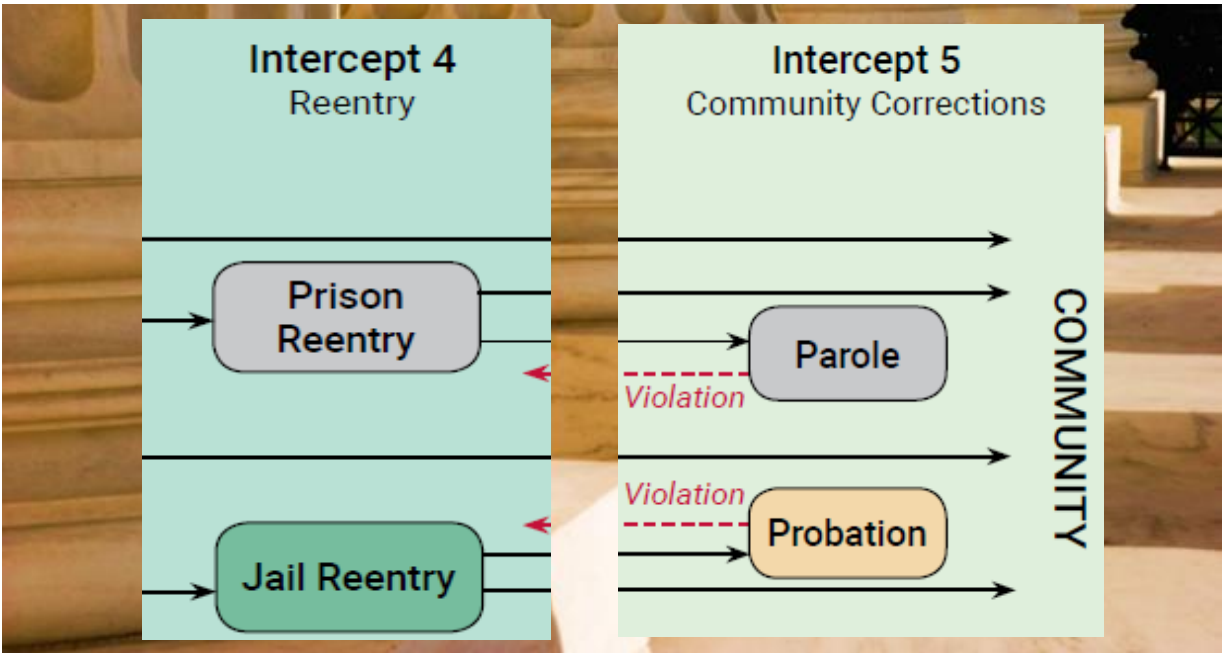 Intercept 4
Reentry
Prison
Reentry
Jail Reentry
Intercept 5
Community Corrections
Parole
Violation
Violation
Probation
COMMUNITY